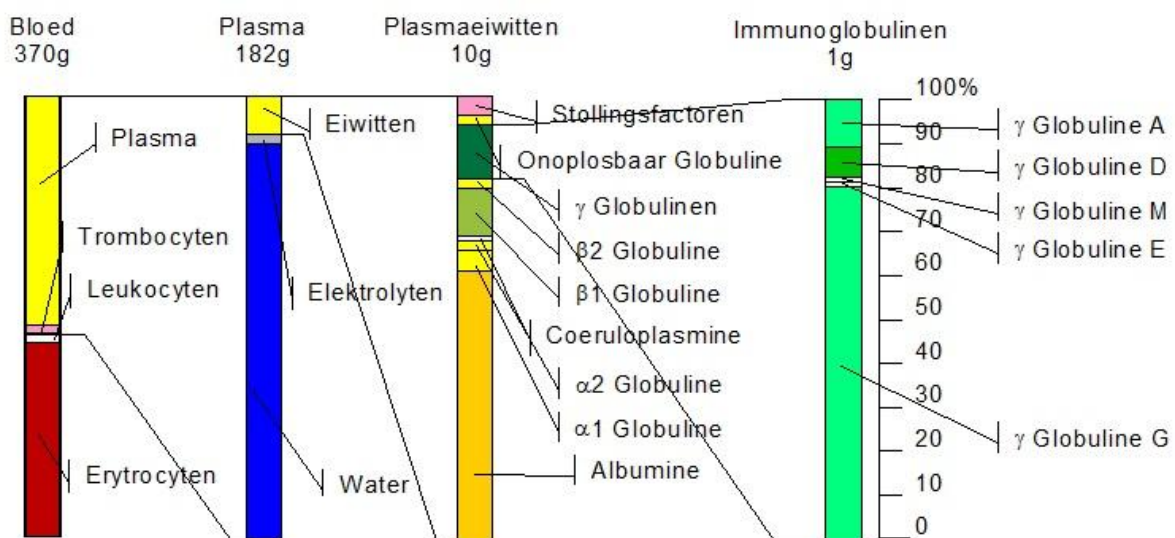 Bloed
370g
Plasma
182g
Plasmaeiwitten
10g
Immunoglobulinen
1g
Plasma
Trombocyten
Leukocyten
Erytrocyten
Eiwitten
Elektrolyten
Water
Stollingsfactoren
Onoplosbaar Globuline
γ Globulinen
β2 Globuline
β1 Globuline
Coeruloplasmine
α2 Globuline
α1 Globuline
Albumine
100%
90
80
70
60
50
40
30
20
10
0
γ Globuline A
γ Globuline D
γ Globuline M
γ Globuline E
γ Globuline G